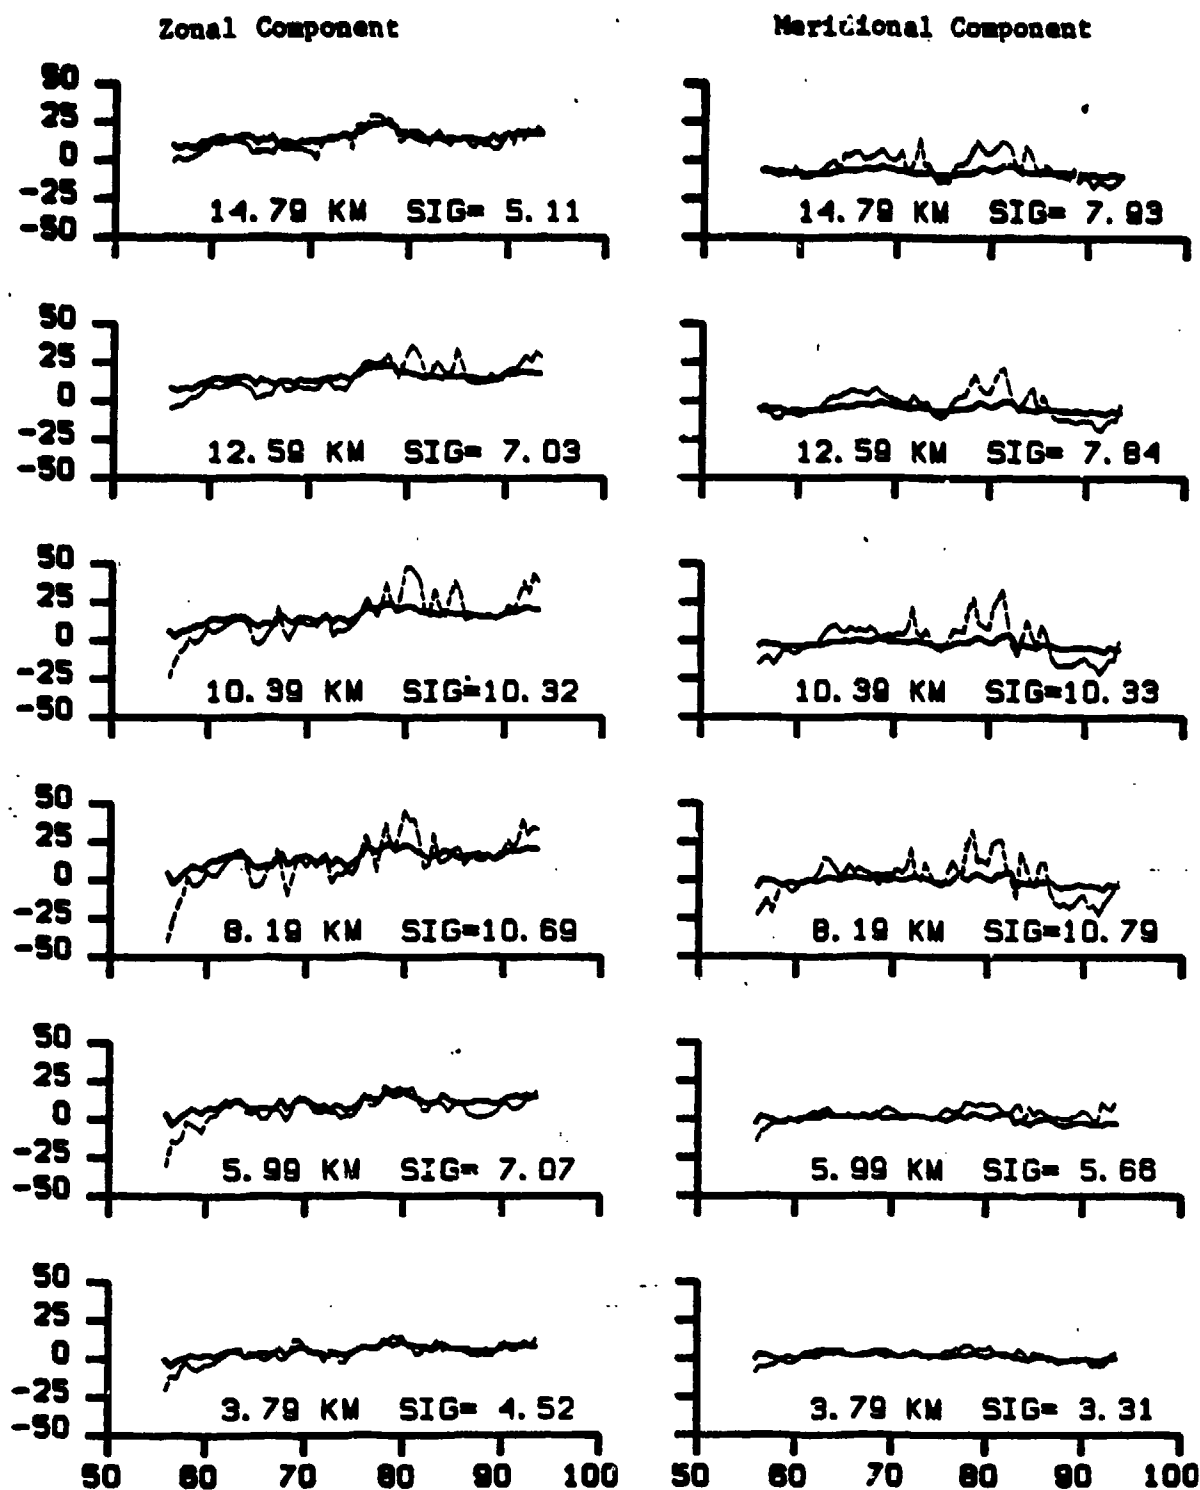 Zonal Component
Meridional Component
50
25
0
-25
-50
14.79 KM SIG= 5.11
14.79 KM SIG= 7.93
50
25
0
-25
-50
12.59 KM SIG= 7.03
12.59 KM SIG= 7.84
50
25
0
-25
-50
10.39 KM SIG=10.32
10.39 KM SIG=10.33
50
25
0
-25
-50
8.19 KM SIG=10.69
8.19 KM SIG=10.79
50
25
0
-25
-50
5.99 KM SIG= 7.07
5.99 KM SIG= 5.66
50
25
0
-25
-50
3.79 KM SIG= 4.52
3.79 KM SIG= 3.31
50 60 70 80 90 100
50 60 70 80 90 100